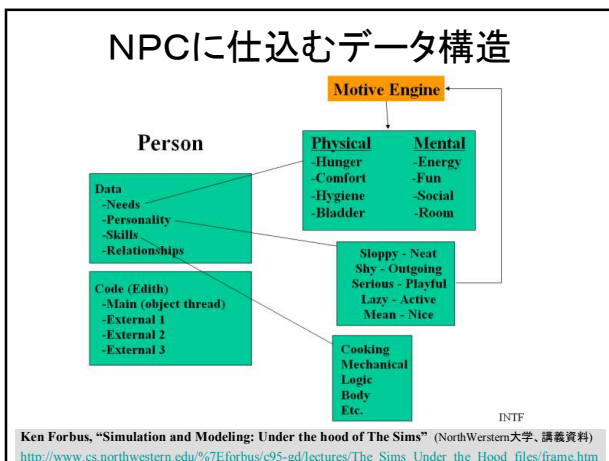 NPCに仕込むデータ構造
Motive Engine
Person
Physical Mental
-Hunger -Energy
-Comfort -Fun
-Hygiene -Social
-Bladder -Room
Data
-Needs
-Personality
-Skills
-Relationships
Sloppy - Neat
Shy - Outgoing
Serious - Playful
Lazy - Active
Mean - Nice
Code (Edith)
-Main (object thread)
-External 1
-External 2
-External 3
Cooking
Mechanical
Logic
Body
Etc.
INTF
Ken Forbus, “Simulation and Modeling: Under the hood of The Sims” (NorthWerstern大学、講義資料)
http://www.cs.northwestern.edu/%7Eforbus/c95-gd/lectures/The_Sims_Under_the_Hood_files/frame.htm